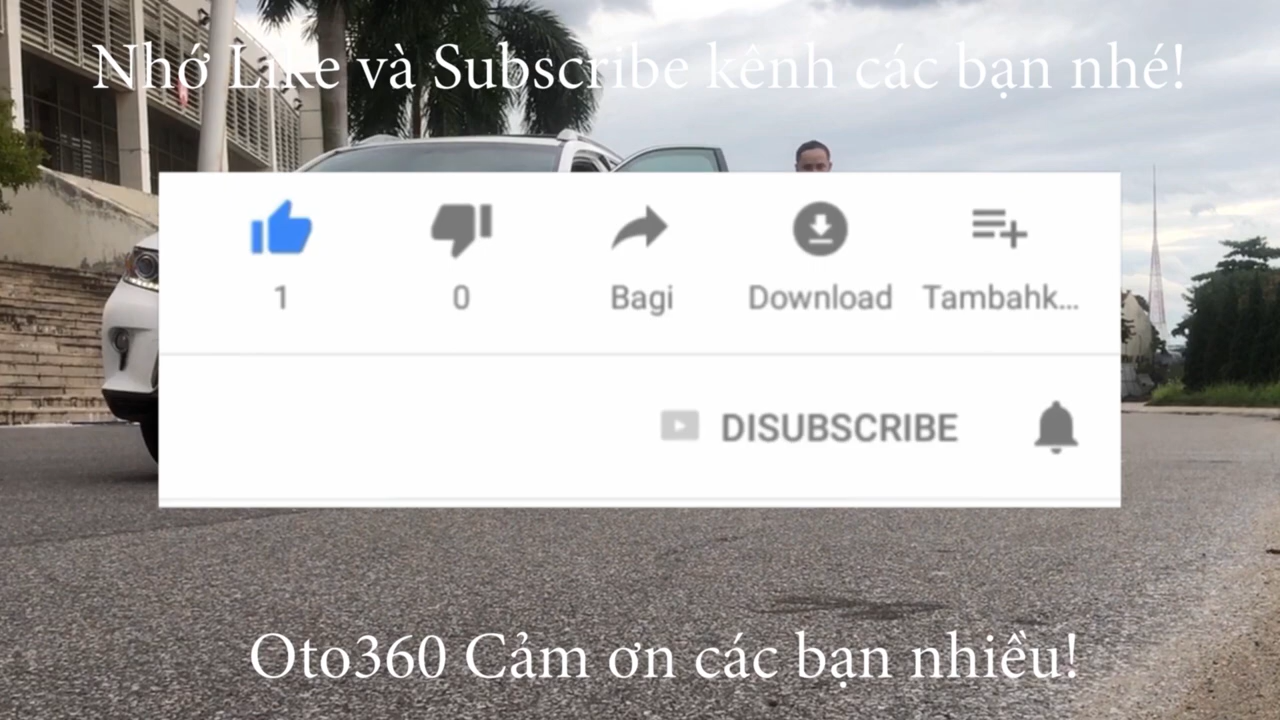 Nhớ Like và Subscribe kênh các bạn nhé!
1 0 Bagi Download Tambahk...
DISUBSCRIBE
Oto360 Cảm ơn các bạn nhiều!